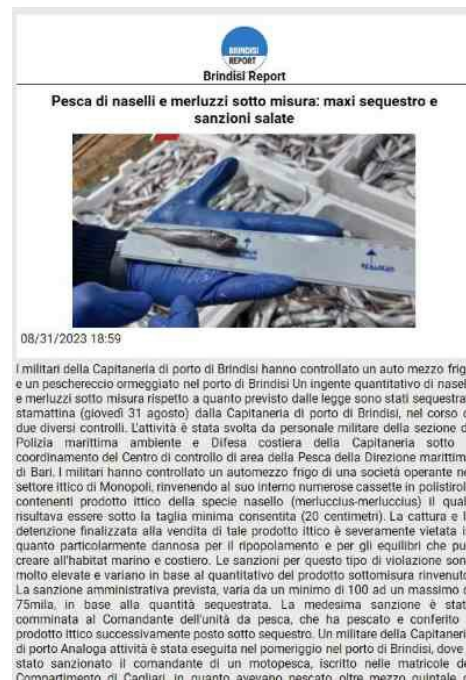 BRINDISI
REPORT
Brindisi Report
Pesca di naselli e merluzzi sotto misura: maxi sequestro e
sanzioni salate
08/31/2023 18:59
I militari della Capitaneria di porto di Brindisi hanno controllato un auto mezzo frig
e un peschereccio ormeggiato nel porto di Brindisi Un ingente quantitativo di nasel
e merluzzi sotto misura rispetto a quanto previsto dalle legge sono stati sequestra
stamattina (giovedì 31 agosto) dalla Capitaneria di porto di Brindisi, nel corso d
due diversi controlli. L'attività è stata svolta da personale militare della sezione d
Polizia marittima ambiente e Difesa costiera della Capitaneria sotto
coordinamento del Centro di controllo di area della Pesca della Direzione marittim
di Bari. I militari hanno controllato un automezzo frigo di una società operante ne
settore ittico di Monopoli, rinvenendo al suo interno numerose cassette in polistirol
contenenti prodotto ittico della specie nasello (merluccius-merluccius) il qual
risultava essere sotto la taglia minima consentita (20 centimetri). La cattura e l
detenzione finalizzata alla vendita di tale prodotto ittico è severamente vietata i
quanto particolarmente dannosa per il ripopolamento e per gli equilibri che pu
creare all'habitat marino e costiero. Le sanzioni per questo tipo di violazione son
molto elevate e variano in base al quantitativo del prodotto sottomisura rinvenut
La sanzione amministrativa prevista, varia da un minimo di 100 ad un massimo d
75mila, in base alla quantità sequestrata. La medesima sanzione è stat
comminata al Comandante dell'unità da pesca, che ha pescato e conferito
prodotto ittico successivamente posto sotto sequestro. Un militare della Capitaneri
di porto Analoga attività è stata eseguita nel pomeriggio nel porto di Brindisi, dove
stato sanzionato il comandante di un motopesca, iscritto nelle matricole de
Compartimento di Cagliari, in quanto avevano pescato oltre mezzo quintale d